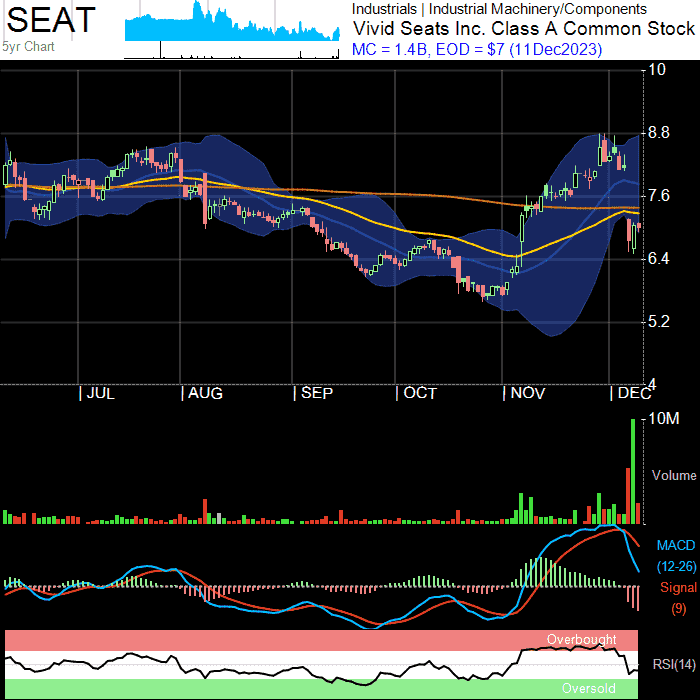 SEAT
5yr Chart
Industrials | Industrial Machinery/Components
Vivid Seats Inc. Class A Common Stock
MC = 1.4B, EOD = $7 (11Dec2023)
10
8.8
7.6
6.4
5.2
4
JUL AUG SEP OCT NOV DEC
10M
Volume
MACD
(12-26)
Signal
(9)
Overbought
RSI(14)
Oversold